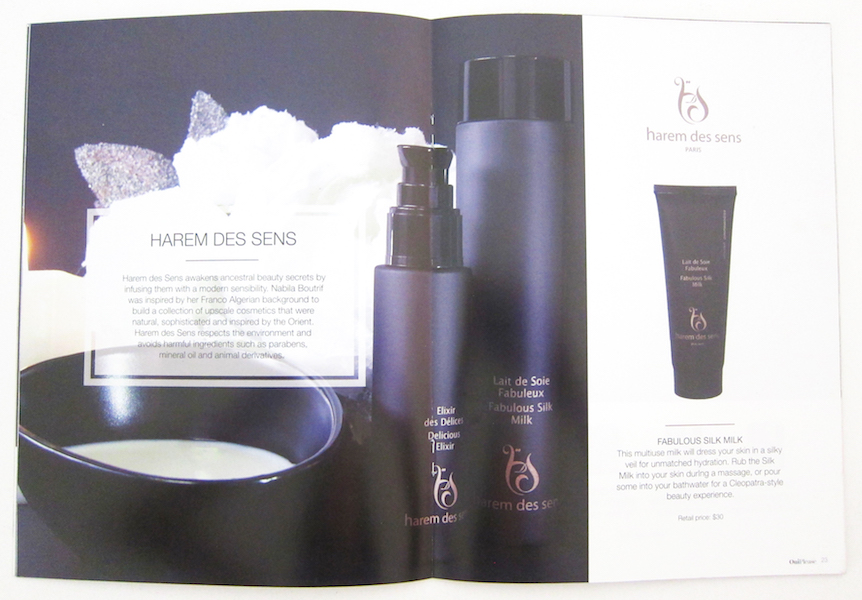 HAREM DES SENS
Harem des Sens awakens ancestral beauty secrets by
infusing them with a modern sensibility. Nabila Boutrif
was inspired by her Franco Algerian background to
build a collection of upscale cosmetics that were
natural, sophisticated and inspired by the Orient.
Harem des Sens respects the environment and
avoids harmful ingredients such as parabens,
mineral oil and animal derivatives.
Elixir
des Délices
Delicious
Elixir
harem des se
Lait de Soie
Fabuleux
Fabulous Silk
Milk
harem des sen
harem des sens
PARIS
Lait de Soie
Fabuleux
Fabulous Silk
Milk
harem des sens
FABULOUS SILK MILK
This multiuse milk will dress your skin in a silky
veil for unmatched hydration. Rub the Silk
Milk into your skin during a massage, or pour
some into your bathwater for a Cleopatra-style
beauty experience.
Retail price: $30